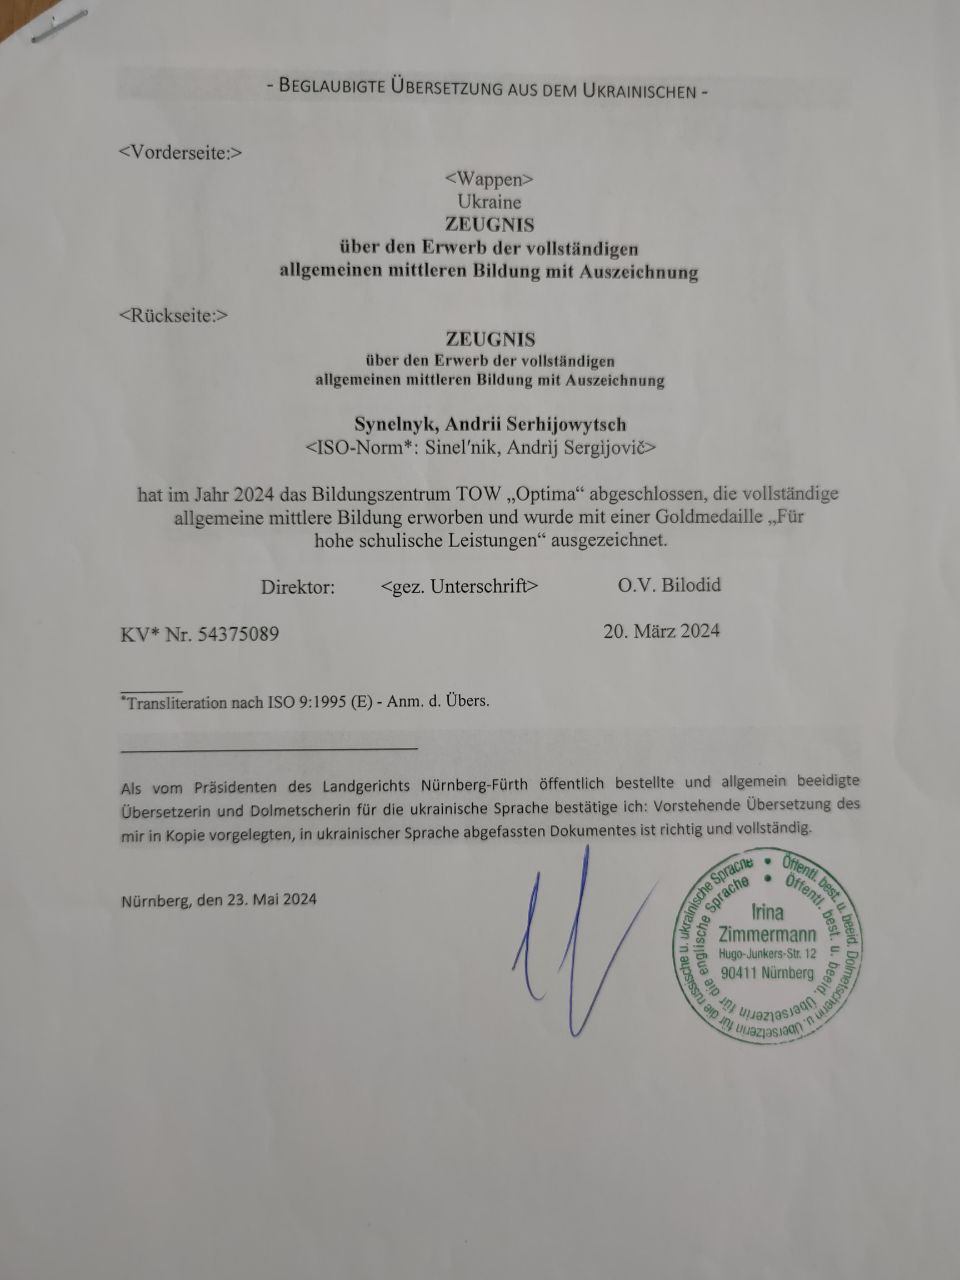 - BEGLAUBIGTE ÜBERSETZUNG AUS DEM UKRAINISCHEN -
<Vorderseite:>
<Wappen>
Ukraine
ZEUGNIS
über den Erwerb der vollständigen
allgemeinen mittleren Bildung mit Auszeichnung
<Rückseite:>
ZEUGNIS
über den Erwerb der vollständigen
allgemeinen mittleren Bildung mit Auszeichnung
Synelnyk, Andrii Serhijowytsch
<ISO-Norm*: Sinelʹnik, Andrìj Sergìjovič>
hat im Jahr 2024 das Bildungszentrum TOW „Optima“ abgeschlossen, die vollständige
allgemeine mittlere Bildung erworben und wurde mit einer Goldmedaille „Für
hohe schulische Leistungen“ ausgezeichnet.
Direktor: <gez. Unterschrift> O.V. Bilodid
KV* Nr. 54375089 20. März 2024
*Transliteration nach ISO 9:1995 (E) - Anm. d. Übers.
Als vom Präsidenten des Landgerichts Nürnberg-Fürth öffentlich bestellte und allgemein beeidigte
Übersetzerin und Dolmetscherin für die ukrainische Sprache bestätige ich: Vorstehende Übersetzung des
mir in Kopie vorgelegten, in ukrainischer Sprache abgefassten Dokumentes ist richtig und vollständig.
Nürnberg, den 23. Mai 2024
Öffentl. best. u. beeid. Dolmetscherin u. Übersetzerin für die russische u. ukrainische Sprache
Öffentl. best. u. beeid. Übersetzerin für die englische Sprache
Irina
Zimmermann
Hugo-Junkers-Str. 12
90411 Nürnberg